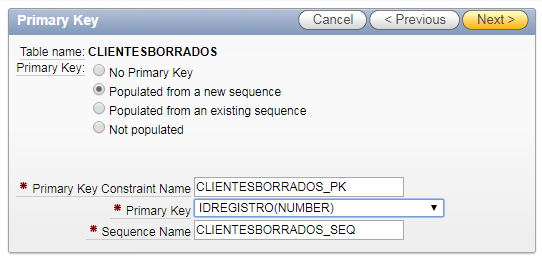 Primary Key
Cancel
< Previous
Next >
Table name: CLIENTESBORRADOS
Primary Key:
No Primary Key
Populated from a new sequence
Populated from an existing sequence
Not populated
* Primary Key Constraint Name CLIENTESBORRADOS_PK
* Primary Key IDREGISTRO(NUMBER)
* Sequence Name CLIENTESBORRADOS_SEQ